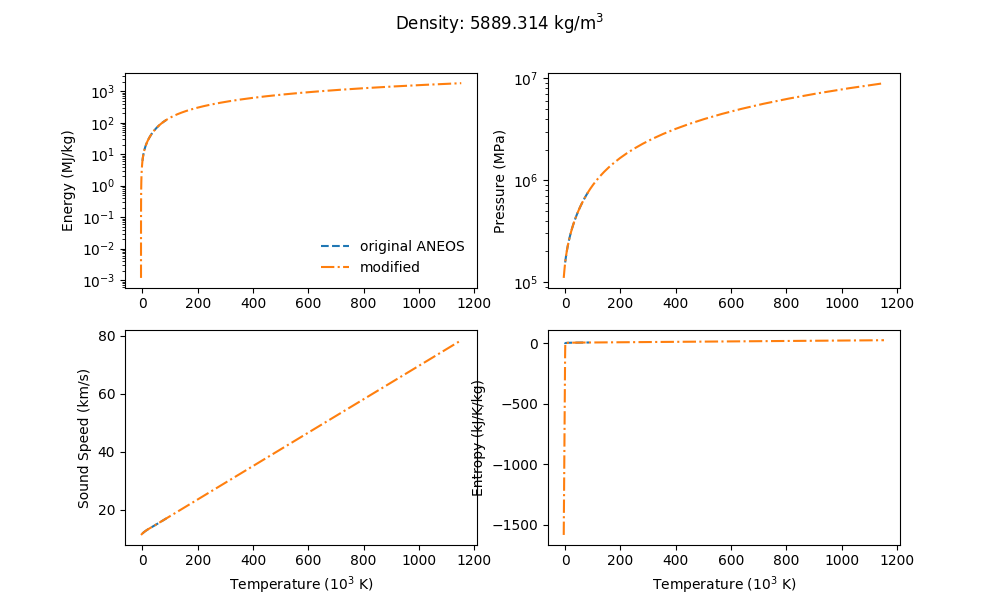 Density: 5889.314 kg/m³
Energy (MJ/kg)
10³
10²
10¹
10⁰
10⁻¹
10⁻²
10⁻³
original ANEOS
modified
0 200 400 600 800 1000 1200
Pressure (MPa)
10⁷
10⁶
10⁵
0 200 400 600 800 1000 1200
Sound Speed (km/s)
80
60
40
20
0 200 400 600 800 1000 1200
Temperature (10³ K)
Entropy (kJ/K/kg)
0
−500
−1000
−1500
0 200 400 600 800 1000 1200
Temperature (10³ K)